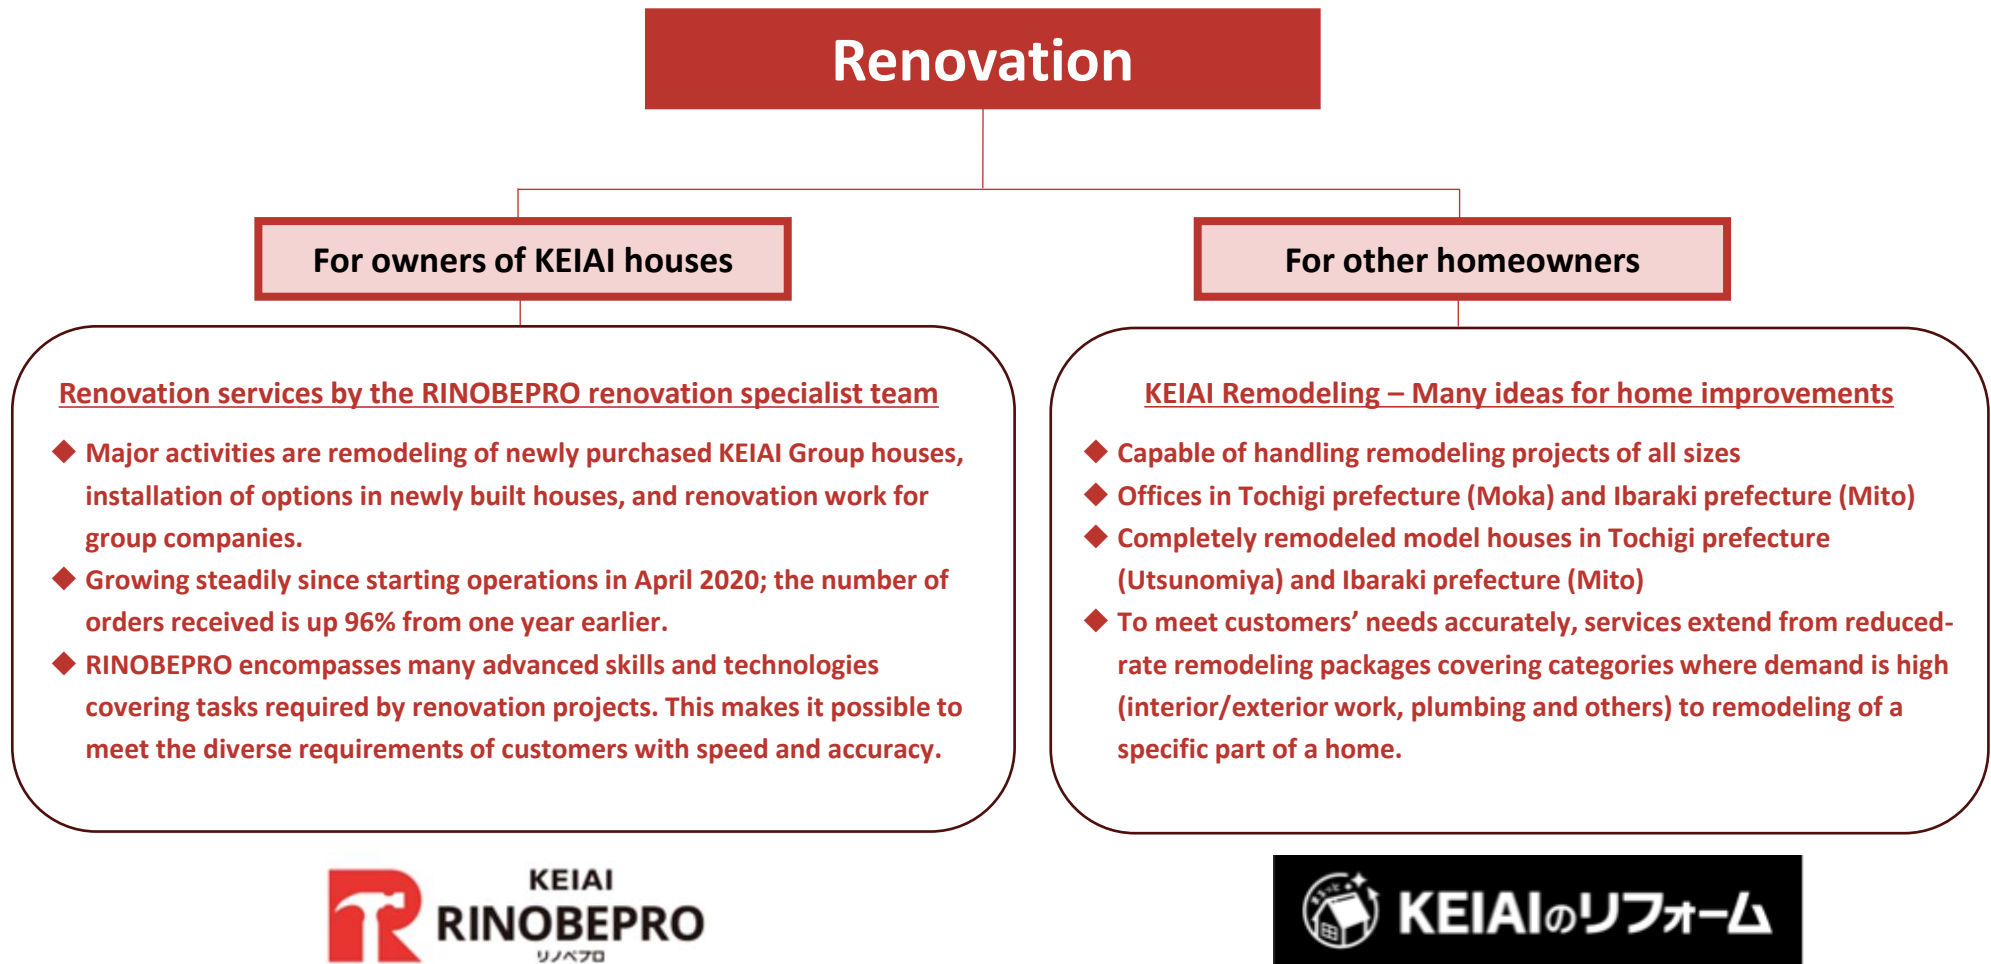 Renovation
For owners of KEIAI houses
Renovation services by the RINOBEPRO renovation specialist team
◆ Major activities are remodeling of newly purchased KEIAI Group houses,
installation of options in newly built houses, and renovation work for
group companies.
◆ Growing steadily since starting operations in April 2020; the number of
orders received is up 96% from one year earlier.
◆ RINOBEPRO encompasses many advanced skills and technologies
covering tasks required by renovation projects. This makes it possible to
meet the diverse requirements of customers with speed and accuracy.
KEIAI
RINOBEPRO
リノベプロ
For other homeowners
KEIAI Remodeling – Many ideas for home improvements
◆ Capable of handling remodeling projects of all sizes
◆ Offices in Tochigi prefecture (Moka) and Ibaraki prefecture (Mito)
◆ Completely remodeled model houses in Tochigi prefecture
(Utsunomiya) and Ibaraki prefecture (Mito)
◆ To meet customers’ needs accurately, services extend from reduced-
rate remodeling packages covering categories where demand is high
(interior/exterior work, plumbing and others) to remodeling of a
specific part of a home.
KEIAIのリフォーム